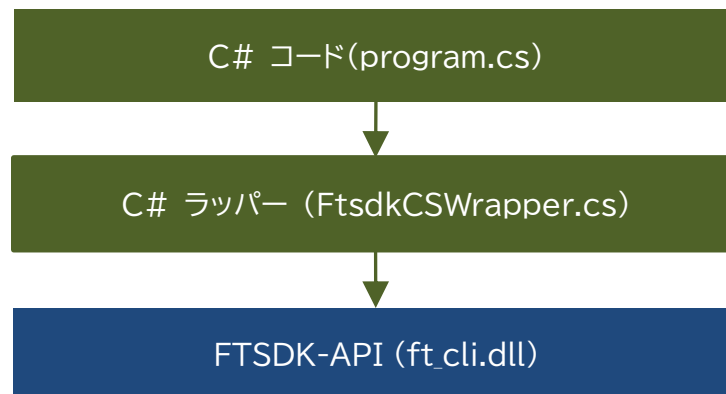 C# コード(program.cs)
C# ラッパー (FtsdkCSWrapper.cs)
FTSDK-API (ft_cli.dll)